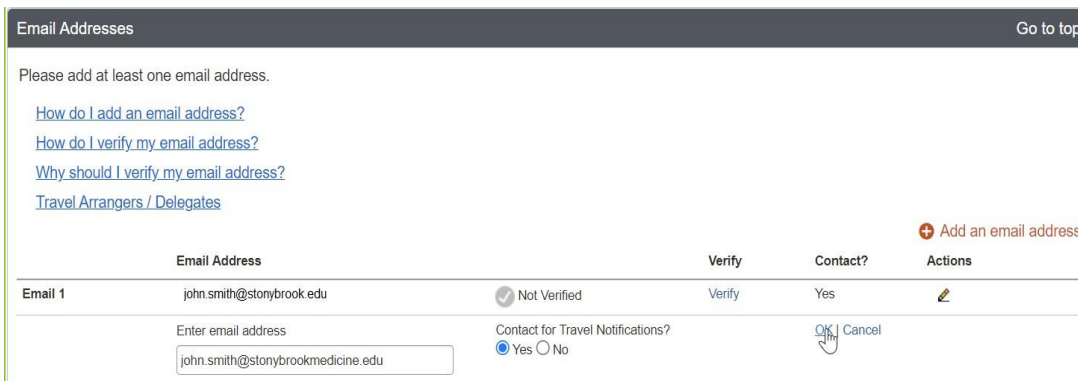 Email Addresses Go to top
Please add at least one email address.
How do I add an email address?
How do I verify my email address?
Why should I verify my email address?
Travel Arrangers / Delegates
Add an email address
Email Address Verify Contact? Actions
Email 1 john.smith@stonybrook.edu Not Verified Verify Yes
Enter email address Contact for Travel Notifications? OK | Cancel
john.smith@stonybrookmedicine.edu Yes No